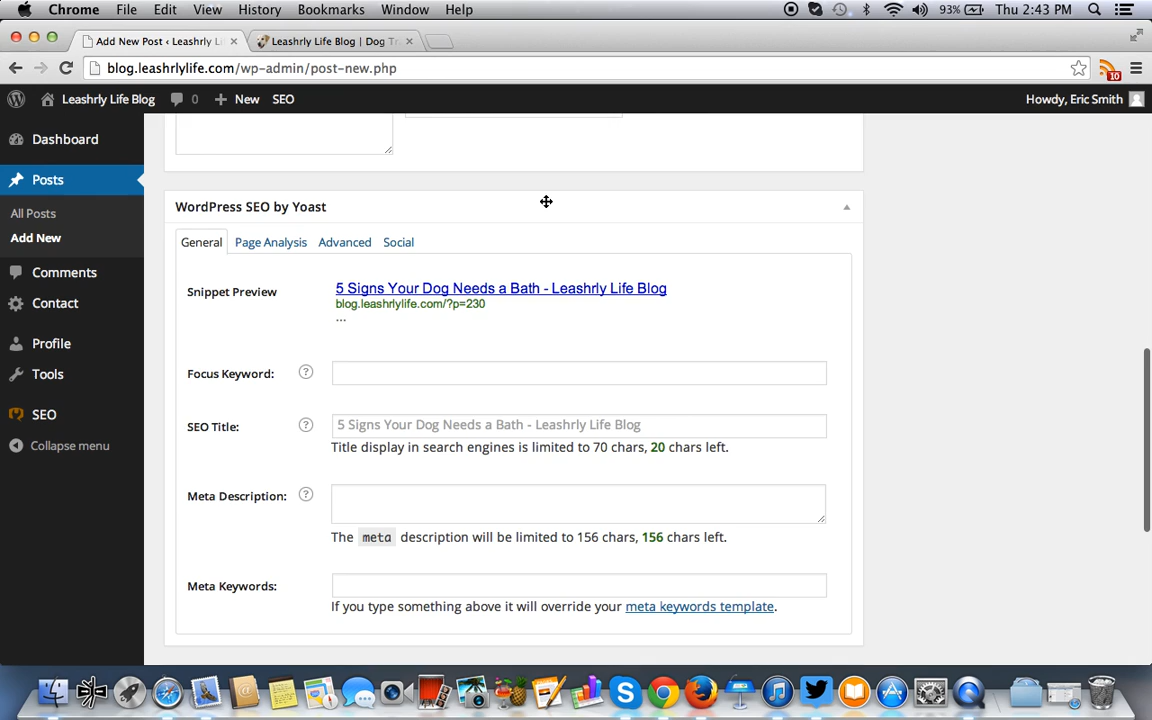 Chrome File Edit View History Bookmarks Window Help 93% Thu 2:43 PM
Add New Post ‹ Leashrly Li Leashrly Life Blog | Dog Tr
blog.leashrlylife.com/wp-admin/post-new.php 10
Leashrly Life Blog 0 New SEO Howdy, Eric Smith
Dashboard
Posts
All Posts
Add New
Comments
Contact
Profile
Tools
SEO
Collapse menu
WordPress SEO by Yoast
General Page Analysis Advanced Social
Snippet Preview 5 Signs Your Dog Needs a Bath - Leashrly Life Blog
blog.leashrlylife.com/?p=230
...
Focus Keyword: ?
SEO Title: ? 5 Signs Your Dog Needs a Bath - Leashrly Life Blog
Title display in search engines is limited to 70 chars, 20 chars left.
Meta Description: ?
The meta description will be limited to 156 chars, 156 chars left.
Meta Keywords:
If you type something above it will override your meta keywords template.